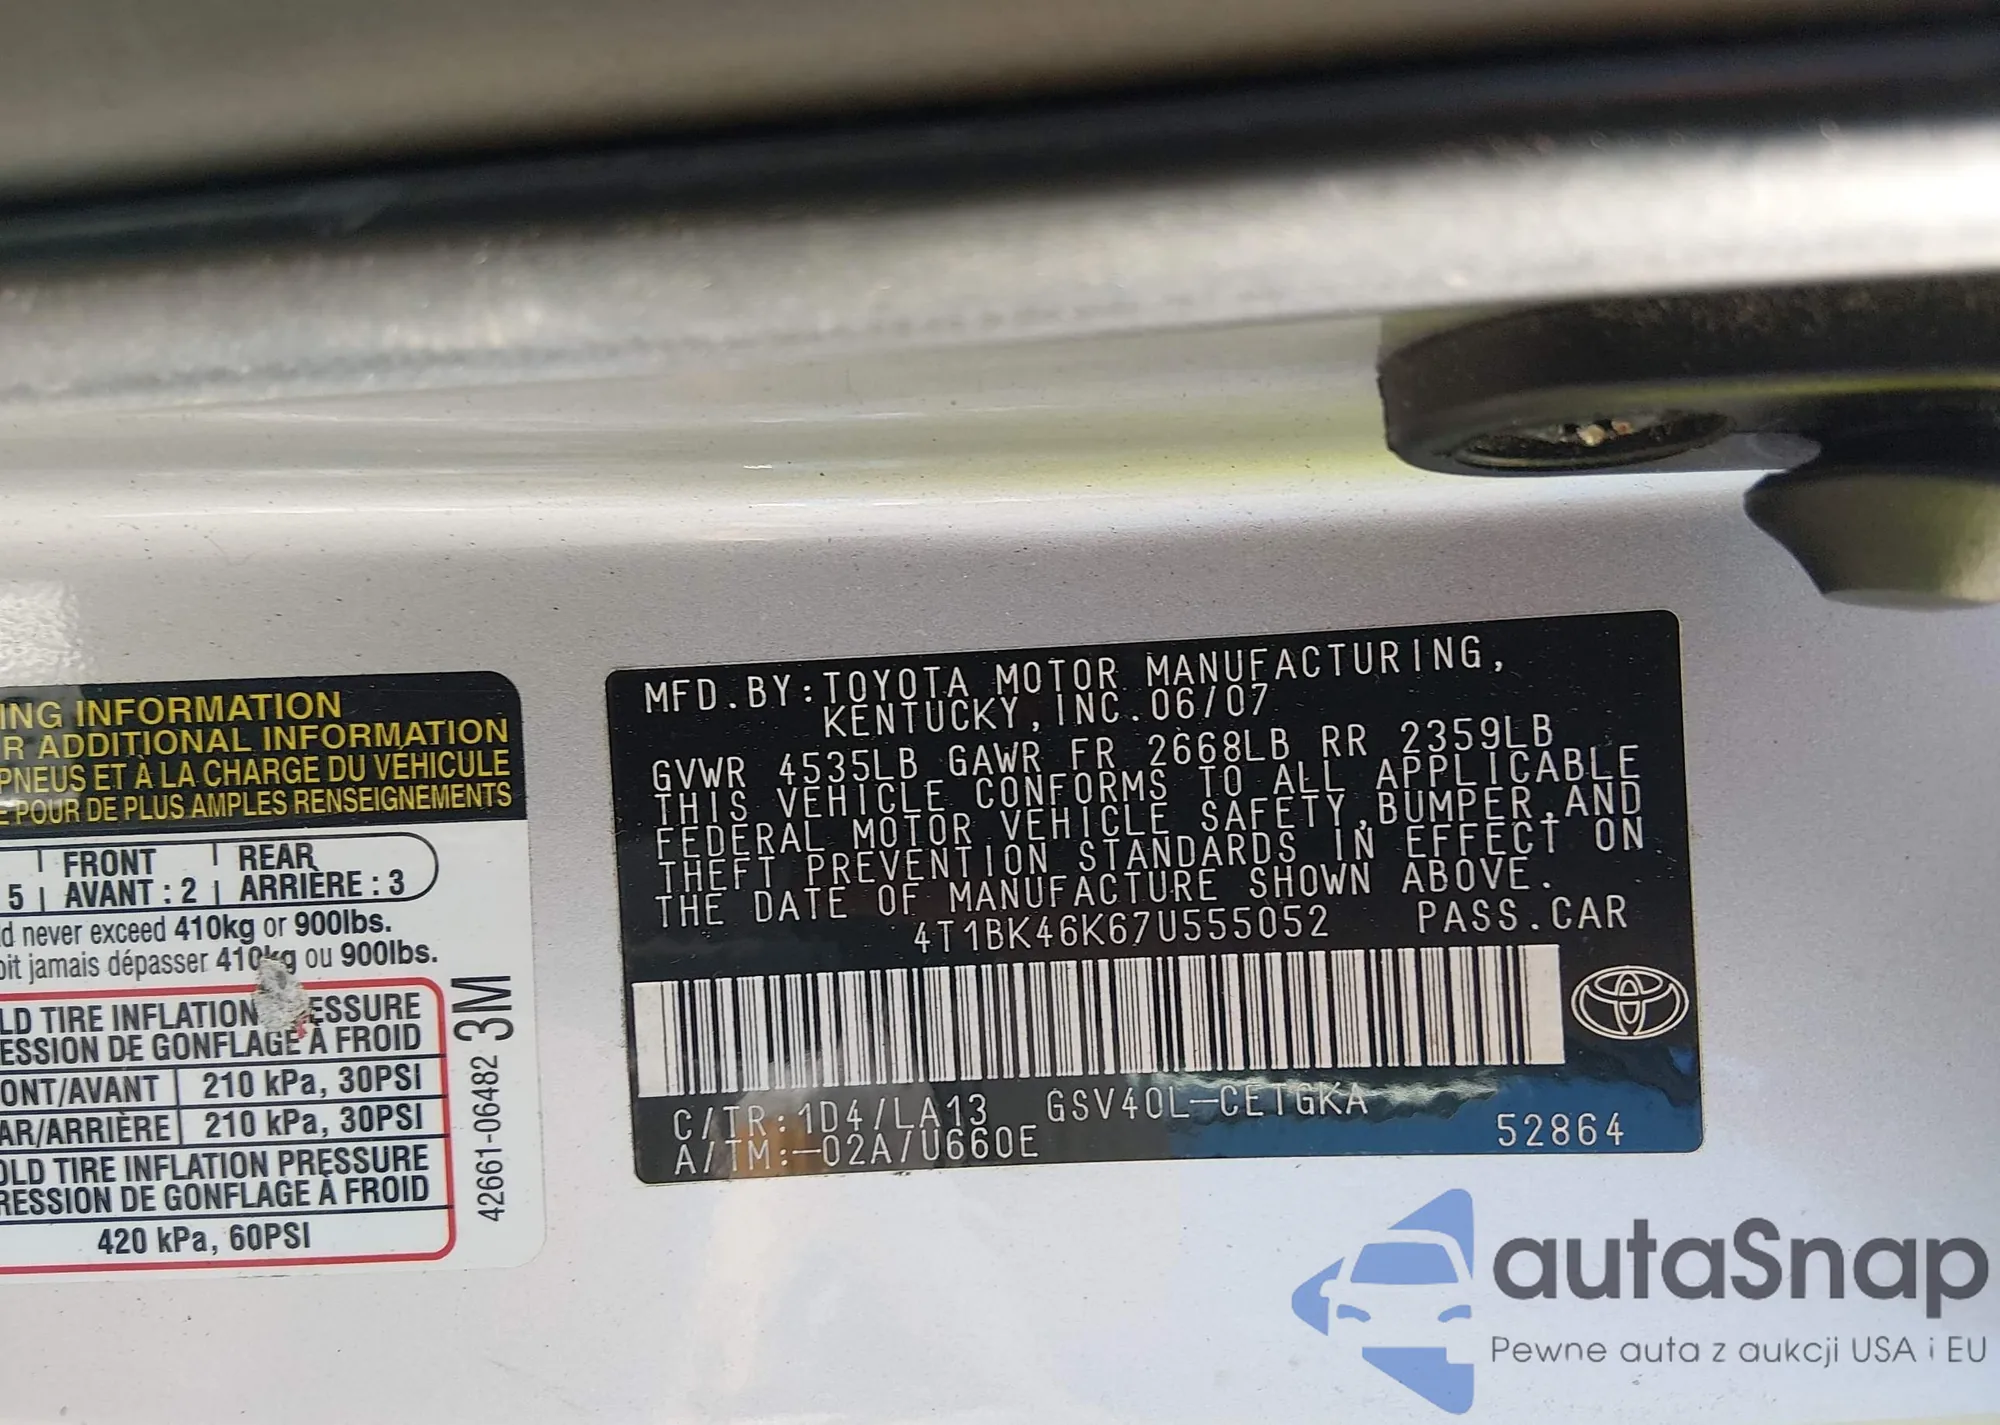 ING INFORMATION
R ADDITIONAL INFORMATION
PNEUS ET À LA CHARGE DU VÉHICULE
POUR DE PLUS AMPLES RENSEIGNEMENTS
FRONT REAR
5 AVANT : 2 ARRIÈRE : 3
d never exceed 410kg or 900lbs.
oit jamais dépasser 410kg ou 900lbs.
LD TIRE INFLATION PRESSURE
ESSION DE GONFLAGE À FROID
ONT/AVANT 210 kPa, 30PSI
AR/ARRIÈRE 210 kPa, 30PSI
OLD TIRE INFLATION PRESSURE
RESSION DE GONFLAGE À FROID
420 kPa, 60PSI
42661-06482 3M
MFD.BY:TOYOTA MOTOR MANUFACTURING,
KENTUCKY,INC.06/07
GVWR 4535LB GAWR FR 2668LB RR 2359LB
THIS VEHICLE CONFORMS TO ALL APPLICABLE
FEDERAL MOTOR VEHICLE SAFETY,BUMPER,AND
THEFT PREVENTION STANDARDS IN EFFECT ON
THE DATE OF MANUFACTURE SHOWN ABOVE.
4T1BK46K67U555052 PASS.CAR
C/TR:1D4/LA13 GSV40L-CETGKA
A/TM:-02A/U660E 52864
autaSnap
Pewne auta z aukcji USA i EU